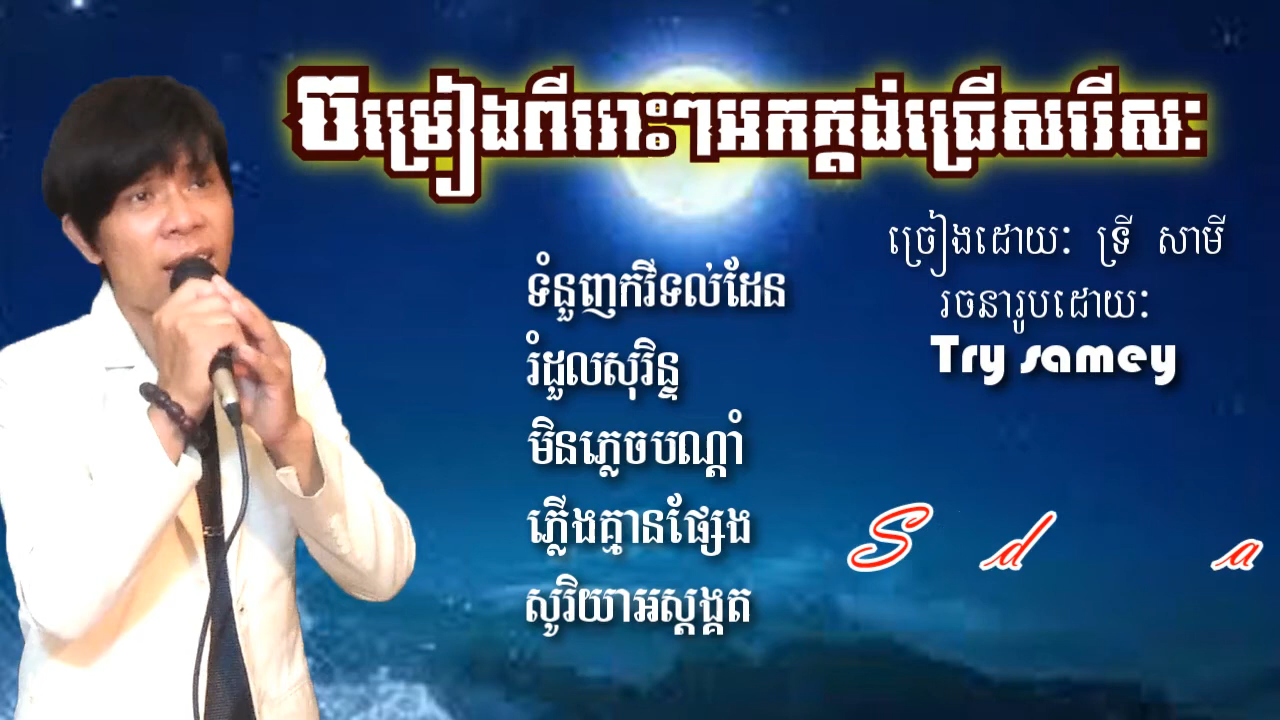 ចម្រៀងពីរោះៗអកក្តង់ជ្រើសរើសៈ
ច្រៀងដោយៈ ទ្រី សាមី
រចនារូបដោយៈ
Try samey
ទំនួញកវីទល់ដែន
រំដួលសុរិន្ទ
មិនភ្លេចបណ្តាំ
ភ្លើងគ្មានផ្សែង
សូរិយាអស្តង្គត
S d a